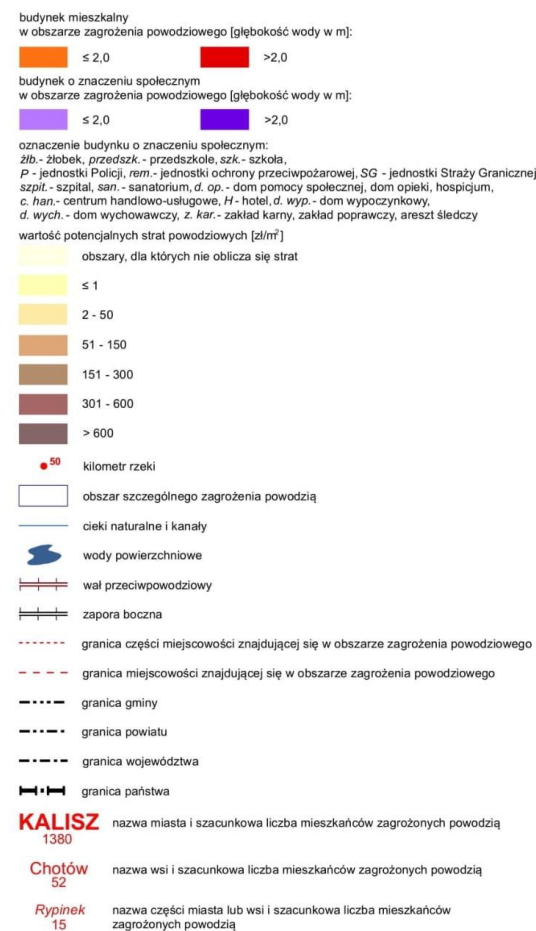 budynek mieszkalny
w obszarze zagrożenia powodziowego [głębokość wody w m]:
≤ 2,0 >2,0
budynek o znaczeniu społecznym
w obszarze zagrożenia powodziowego [głębokość wody w m]:
≤ 2,0 >2,0
oznaczenie budynku o znaczeniu społecznym:
żłb.- żłobek, przedszk.- przedszkole, szk.- szkoła,
P - jednostki Policji, rem.- jednostki ochrony przeciwpożarowej, SG - jednostki Straży Granicznej
szpit.- szpital, san.- sanatorium, d. op.- dom pomocy społecznej, dom opieki, hospicjum,
c. han.- centrum handlowo-usługowe, H - hotel, d. wyp.- dom wypoczynkowy,
d. wych.- dom wychowawczy, z. kar.- zakład karny, zakład poprawczy, areszt śledczy
wartość potencjalnych strat powodziowych [zł/m²]
obszary, dla których nie oblicza się strat
≤ 1
2 - 50
51 - 150
151 - 300
301 - 600
> 600
50 kilometr rzeki
obszar szczególnego zagrożenia powodzią
cieki naturalne i kanały
wody powierzchniowe
wał przeciwpowodziowy
zapora boczna
granica części miejscowości znajdującej się w obszarze zagrożenia powodziowego
granica miejscowości znajdującej się w obszarze zagrożenia powodziowego
granica gminy
granica powiatu
granica województwa
granica państwa
KALISZ nazwa miasta i szacunkowa liczba mieszkańców zagrożonych powodzią
1380
Chotów nazwa wsi i szacunkowa liczba mieszkańców zagrożonych powodzią
52
Rypinek nazwa części miasta lub wsi i szacunkowa liczba mieszkańców
15 zagrożonych powodzią